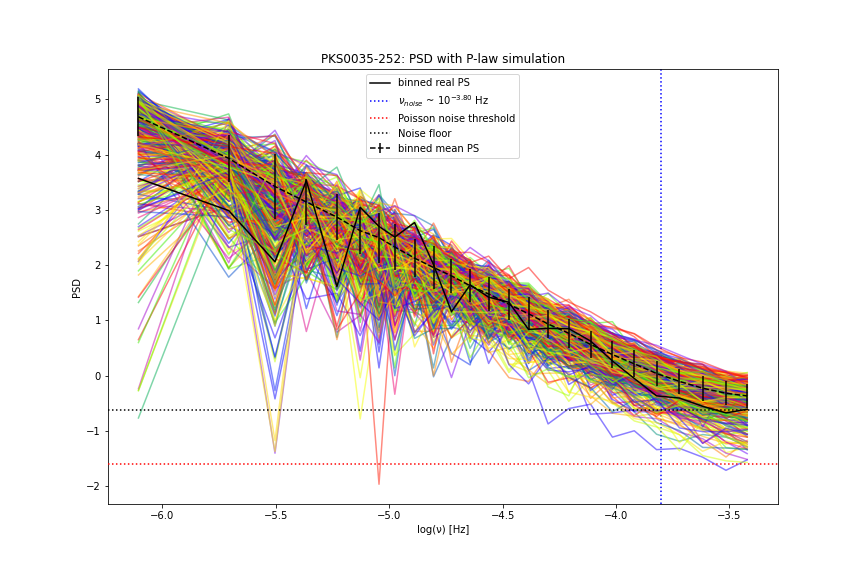 PKS0035-252: PSD with P-law simulation
binned real PS
ν_noise ~ 10^−3.80 Hz
Poisson noise threshold
Noise floor
binned mean PS
PSD
5
4
3
2
1
0
−1
−2
−6.0 −5.5 −5.0 −4.5 −4.0 −3.5
log(ν) [Hz]